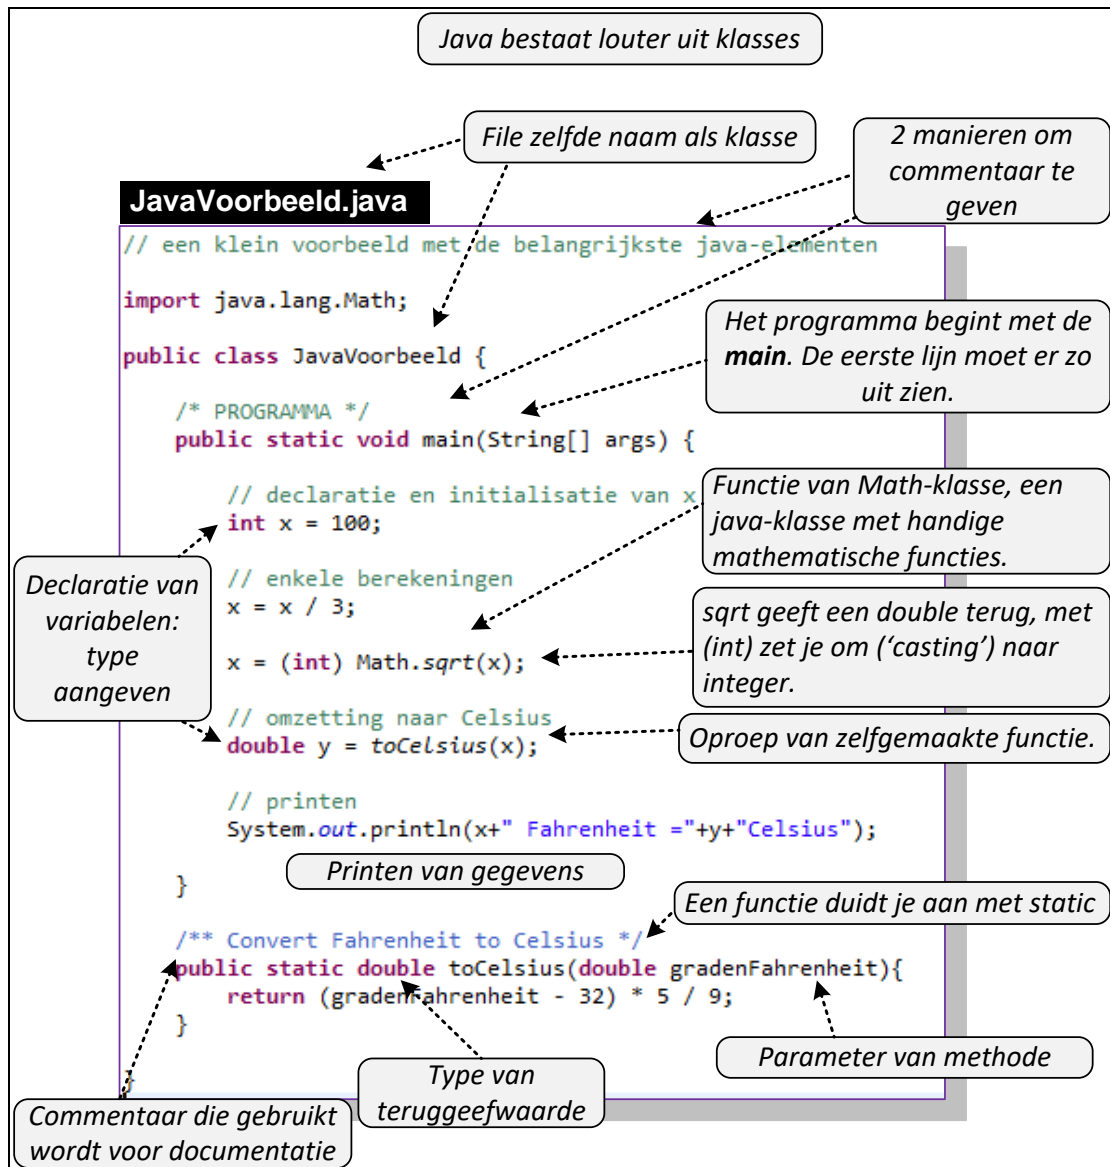 Java bestaat louter uit klasses
File zelfde naam als klasse
2 manieren om
commentaar te
geven
JavaVoorbeeld.java
// een klein voorbeeld met de belangrijkste java-elementen
import java.lang.Math;
Het programma begint met de
main. De eerste lijn moet er zo
uit zien.
public class JavaVoorbeeld {
/* PROGRAMMA */
public static void main(String[] args) {
// declaratie en initialisatie van x
int x = 100;
Functie van Math-klasse, een
java-klasse met handige
mathematische functies.
Declaratie van
variabelen:
type
aangeven
// enkele berekeningen
x = x / 3;
x = (int) Math.sqrt(x);
sqrt geeft een double terug, met
(int) zet je om (‘casting’) naar
integer.
// omzetting naar Celsius
double y = toCelsius(x);
Oproep van zelfgemaakte functie.
// printen
System.out.println(x+" Fahrenheit ="+y+"Celsius");
Printen van gegevens
}
Een functie duidt je aan met static
/** Convert Fahrenheit to Celsius */
public static double toCelsius(double gradenFahrenheit){
return (gradenFahrenheit - 32) * 5 / 9;
}
Parameter van methode
Type van
teruggeefwaarde
}
Commentaar die gebruikt
wordt voor documentatie